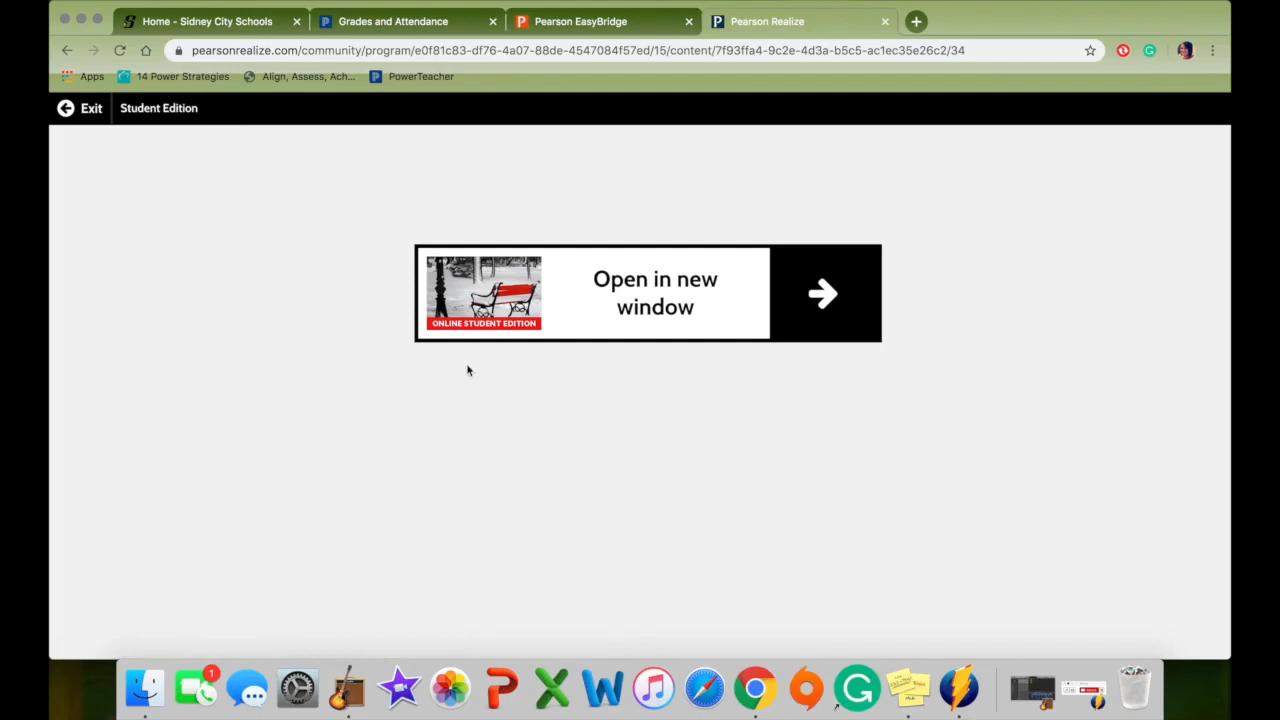 Home - Sidney City Schools
Grades and Attendance
Pearson EasyBridge
Pearson Realize
pearsonrealize.com/community/program/e0f81c83-df76-4a07-88de-4547084f57ed/15/content/7f93ffa4-9c2e-4d3a-b5c5-ac1ec35e26c2/34
Apps
14 Power Strategies
Align, Assess, Ach...
PowerTeacher
Exit
Student Edition
ONLINE STUDENT EDITION
Open in new
window
1